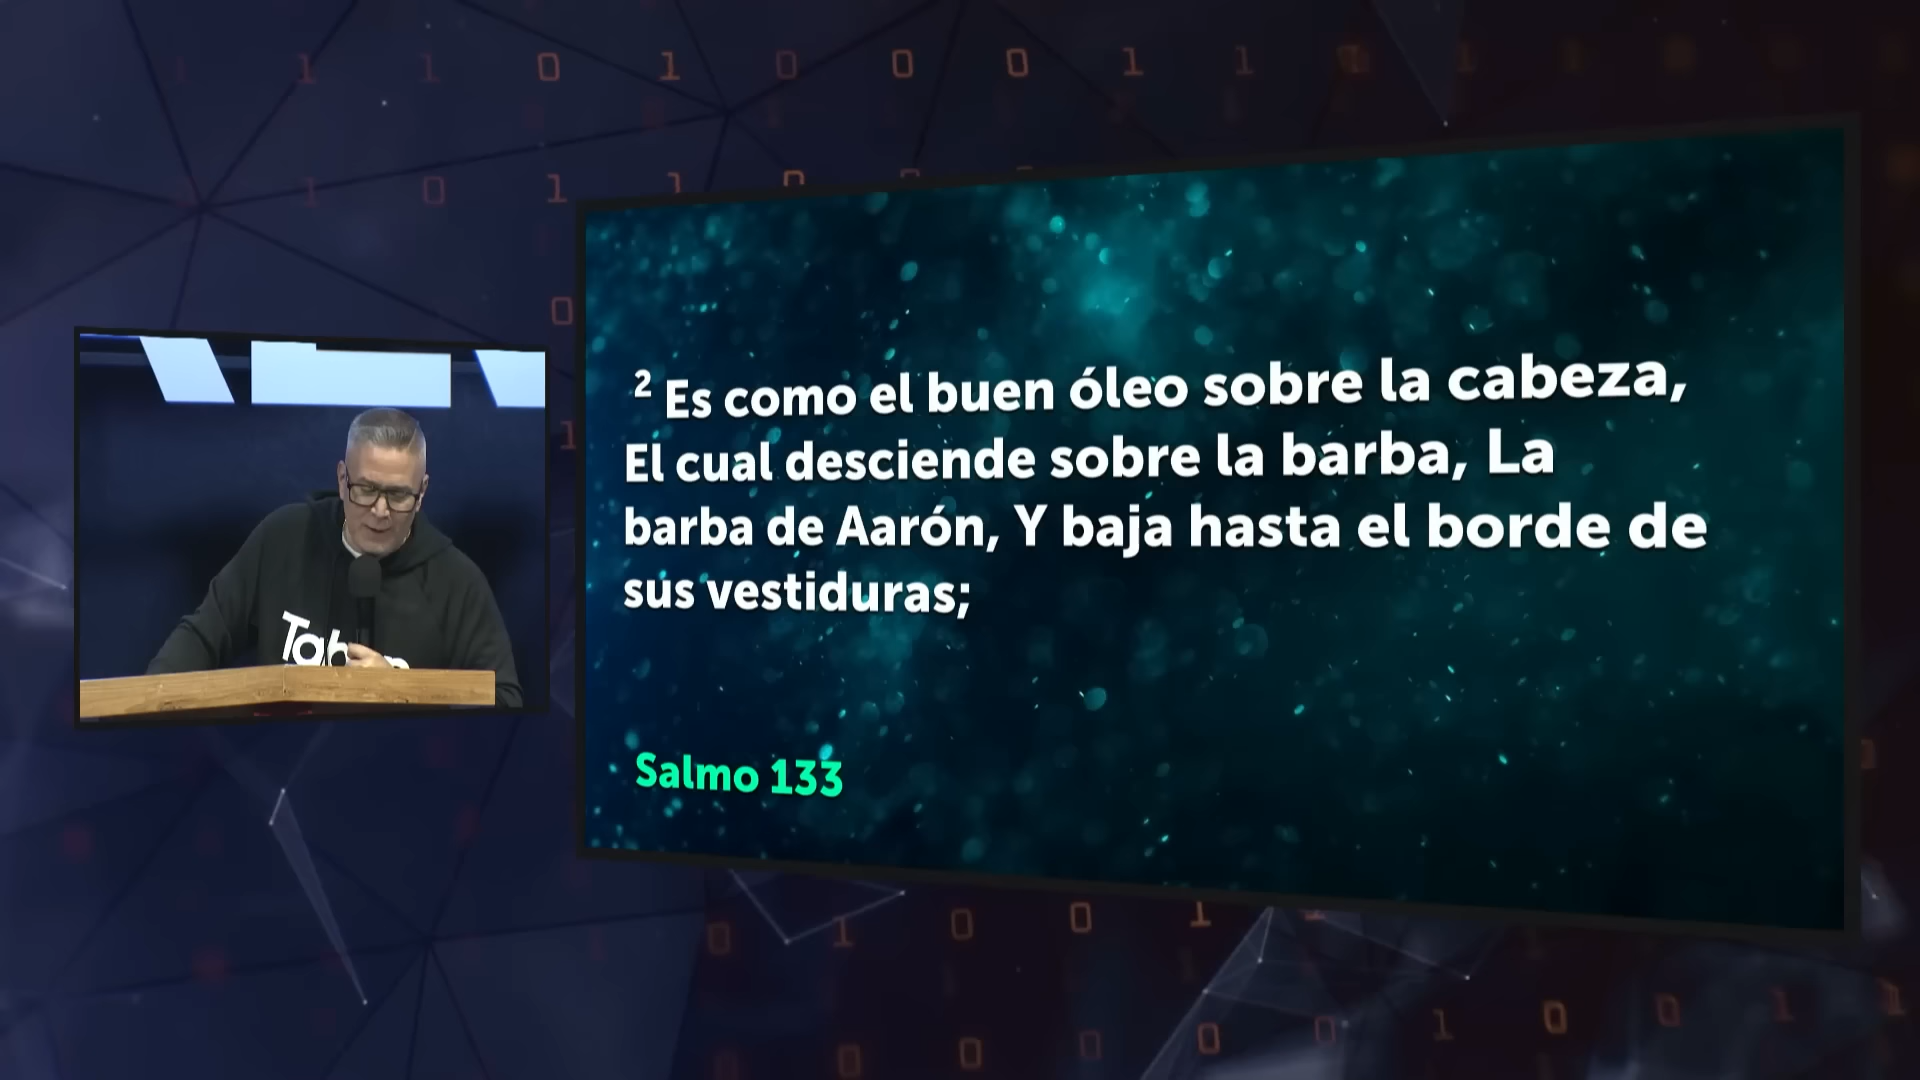 ² Es como el buen óleo sobre la cabeza,
El cual desciende sobre la barba, La
barba de Aarón, Y baja hasta el borde de
sus vestiduras;
Salmo 133